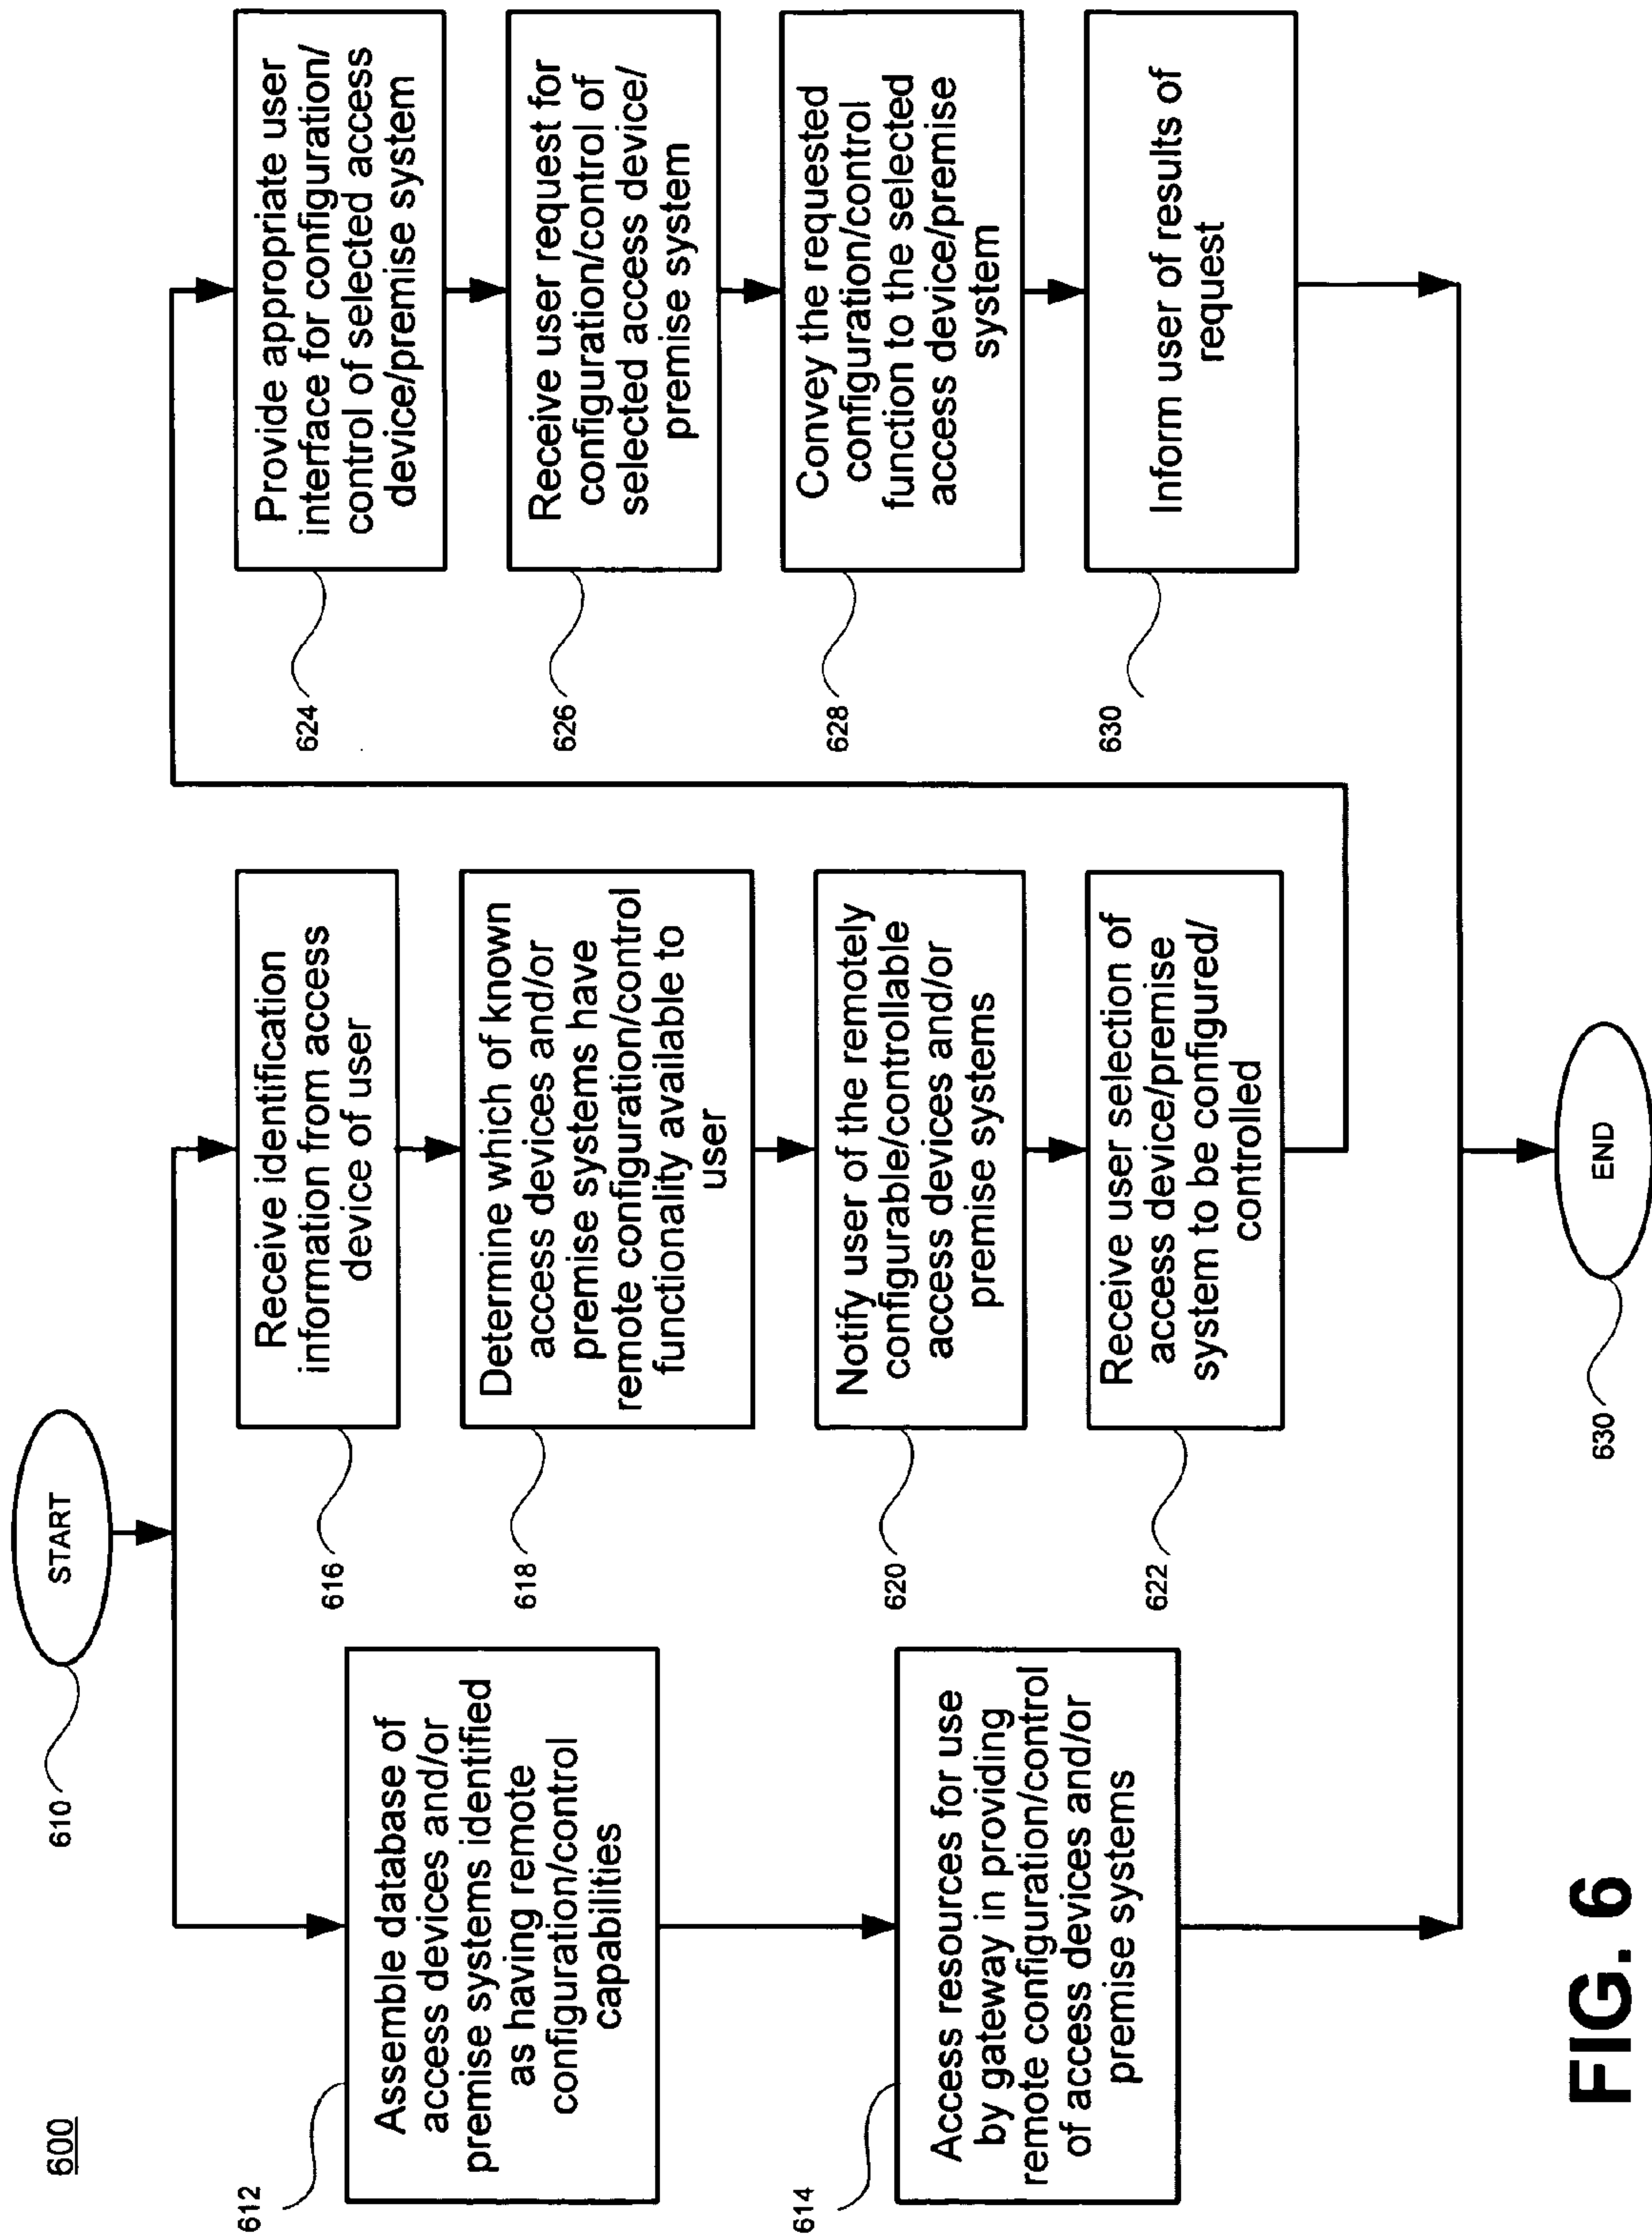 600
START
610
612
Assemble database of
access devices and/or
premise systems identified
as having remote
configuration/control
capabilities
614
Access resources for use
by gateway in providing
remote configuration/control
of access devices and/or
premise systems
616
Receive identification
information from access
device of user
618
Determine which of known
access devices and/or
premise systems have
remote configuration/control
functionality available to
user
620
Notify user of the remotely
configurable/controllable
access devices and/or
premise systems
622
Receive user selection of
access device/premise
system to be configured/
controlled
624
Provide appropriate user
interface for configuration/
control of selected access
device/premise system
626
Receive user request for
configuration/control of
selected access device/
premise system
628
Convey the requested
configuration/control
function to the selected
access device/premise
system
630
Inform user of results of
request
END
630
FIG. 6